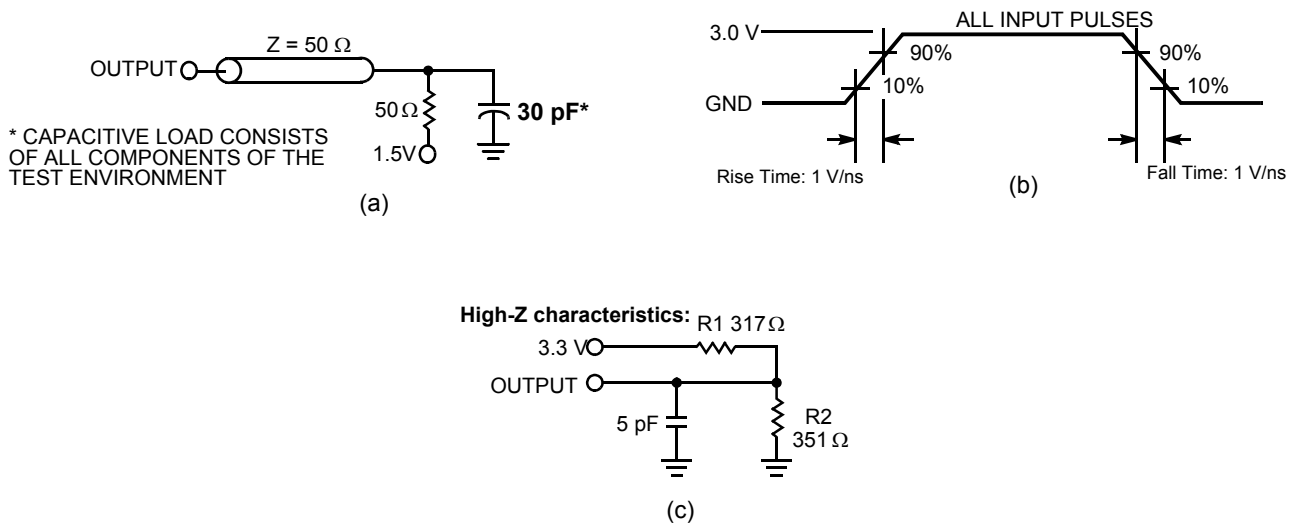 Z = 50 Ω
OUTPUT
50 Ω
30 pF*
1.5V
* CAPACITIVE LOAD CONSISTS
OF ALL COMPONENTS OF THE
TEST ENVIRONMENT
(a)
ALL INPUT PULSES
3.0 V
90%
10%
GND
90%
10%
Rise Time: 1 V/ns
Fall Time: 1 V/ns
(b)
High-Z characteristics:
R1 317 Ω
3.3 V
OUTPUT
5 pF
R2
351 Ω
(c)